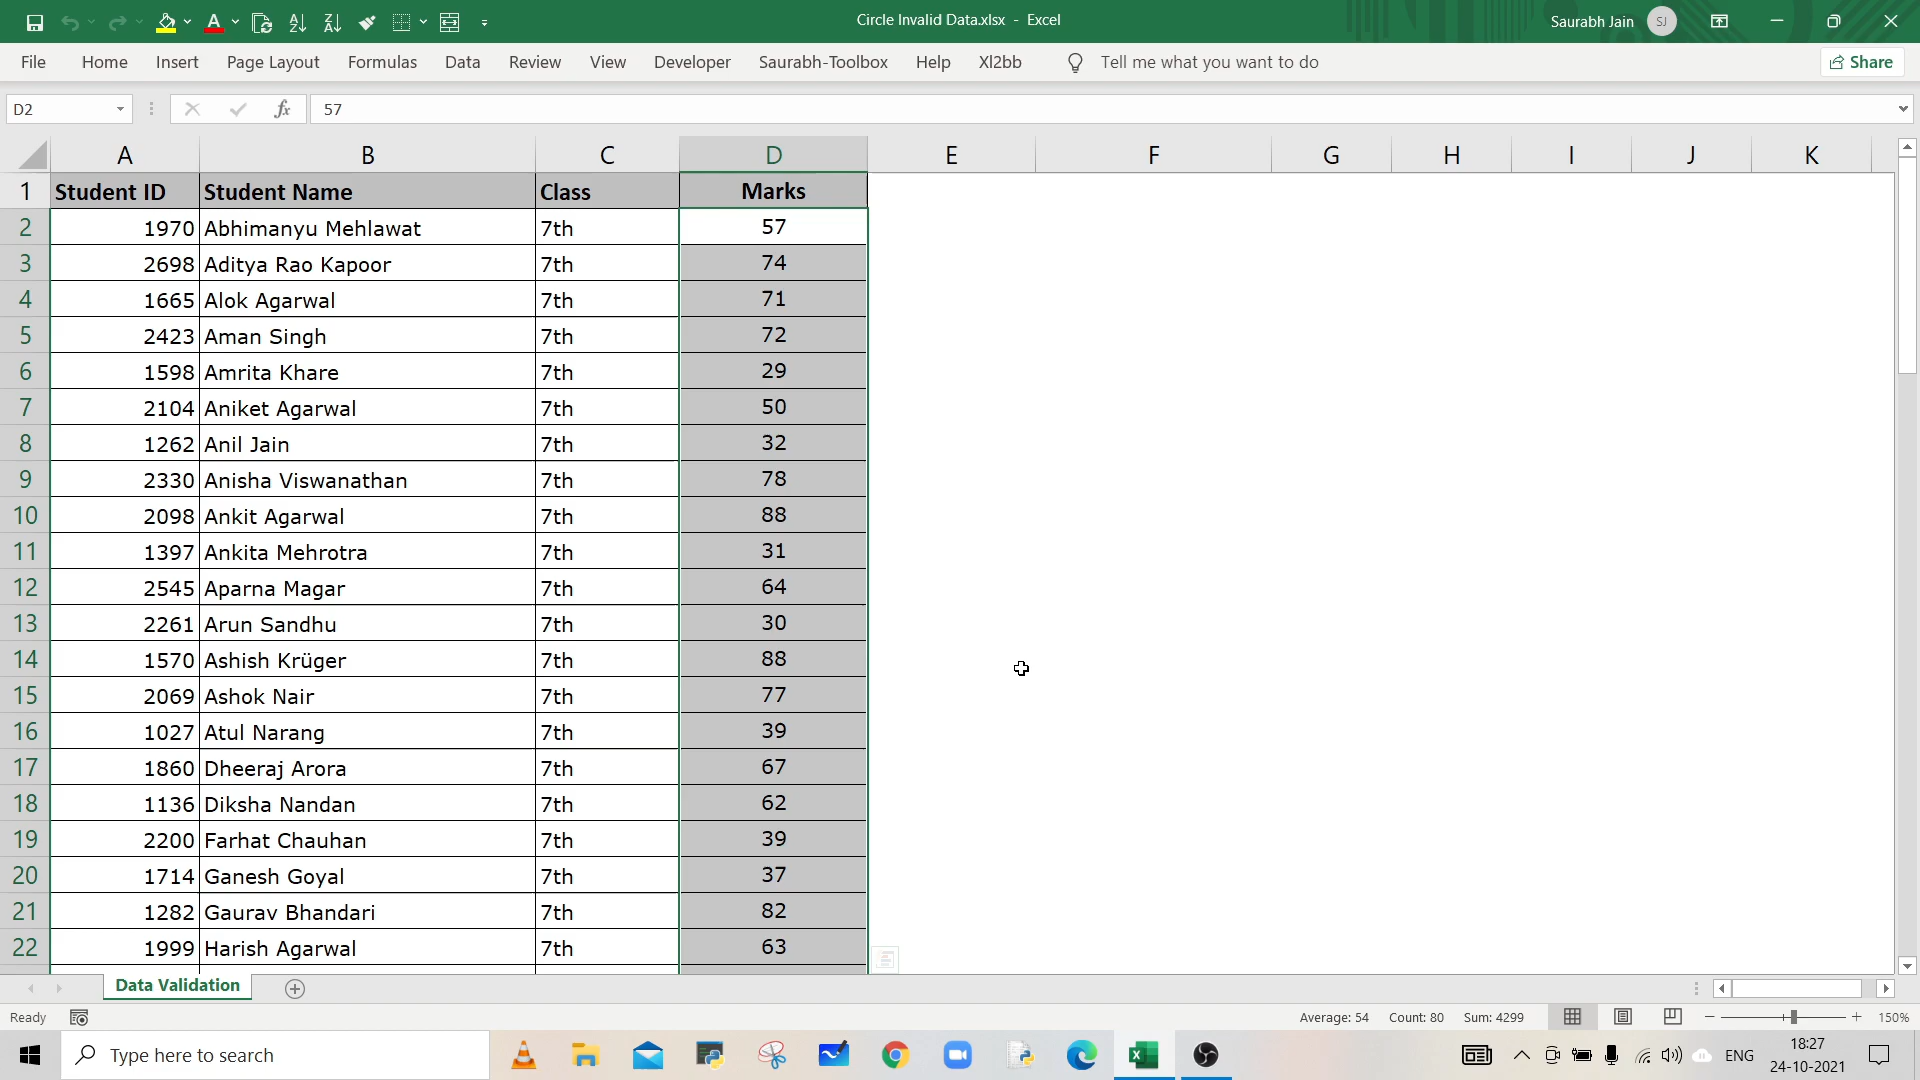 Circle Invalid Data.xlsx - Excel
Saurabh Jain SJ
File Home Insert Page Layout Formulas Data Review View Developer Saurabh-Toolbox Help Xl2bb Tell me what you want to do Share
D2 fx 57
A B C D E F G H I J K
1 Student ID Student Name Class Marks
2 1970 Abhimanyu Mehlawat 7th 57
3 2698 Aditya Rao Kapoor 7th 74
4 1665 Alok Agarwal 7th 71
5 2423 Aman Singh 7th 72
6 1598 Amrita Khare 7th 29
7 2104 Aniket Agarwal 7th 50
8 1262 Anil Jain 7th 32
9 2330 Anisha Viswanathan 7th 78
10 2098 Ankit Agarwal 7th 88
11 1397 Ankita Mehrotra 7th 31
12 2545 Aparna Magar 7th 64
13 2261 Arun Sandhu 7th 30
14 1570 Ashish Krüger 7th 88
15 2069 Ashok Nair 7th 77
16 1027 Atul Narang 7th 39
17 1860 Dheeraj Arora 7th 67
18 1136 Diksha Nandan 7th 62
19 2200 Farhat Chauhan 7th 39
20 1714 Ganesh Goyal 7th 37
21 1282 Gaurav Bhandari 7th 82
22 1999 Harish Agarwal 7th 63
Data Validation
Ready Average: 54 Count: 80 Sum: 4299 150%
Type here to search ENG 18:27
24-10-2021